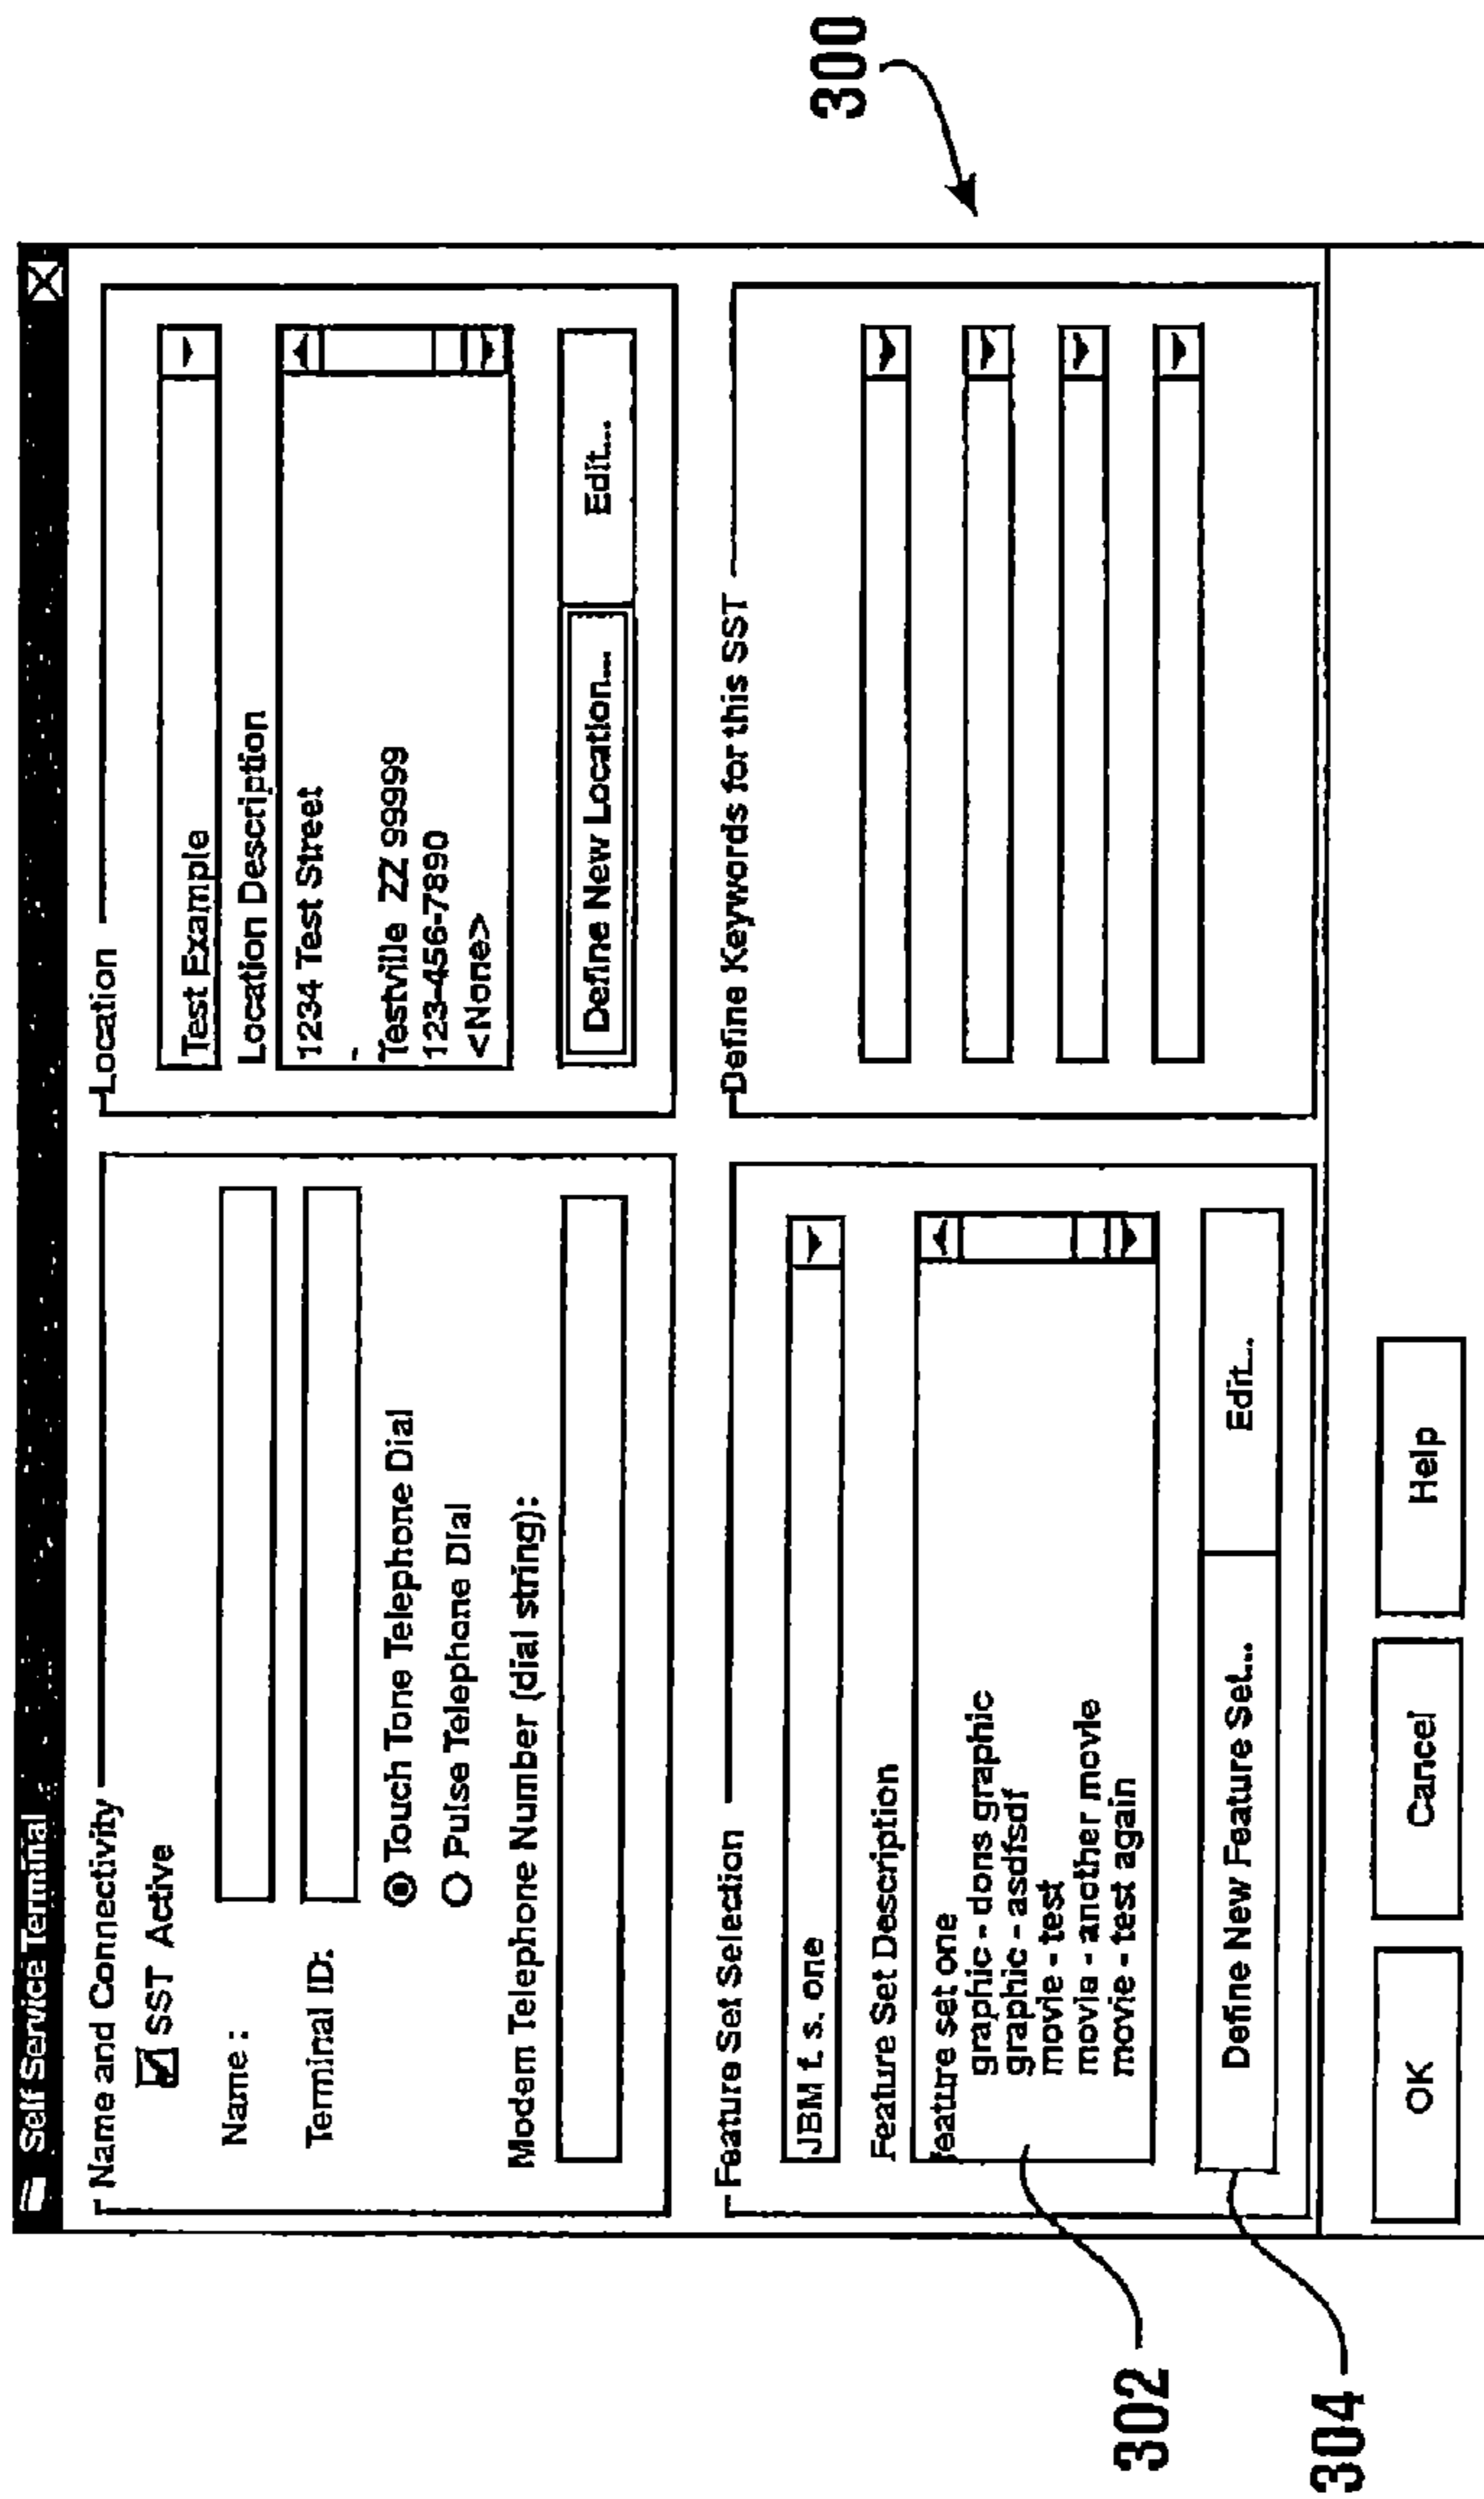 300
Self Service Terminal
Name and Connectivity
SST Active
Name:
Terminal ID:
Touch Tone Telephone Dial
Pulse Telephone Dial
Modem Telephone Number (dial string):
Location
Test Example
Location Description
1234 Test Street
,
Testville ZZ 99999
123-456-7890
<None>
Define New Location...
Edit...
Feature Set Selection
JBM f. s. one
Feature Set Description
Feature set one
graphic - dons graphic
graphic - asdfsdf
movie - test
movie - another movie
movie - test again
Define New Feature Set...
Edit...
Define Keywords for this SST
OK
Cancel
Help
302
304